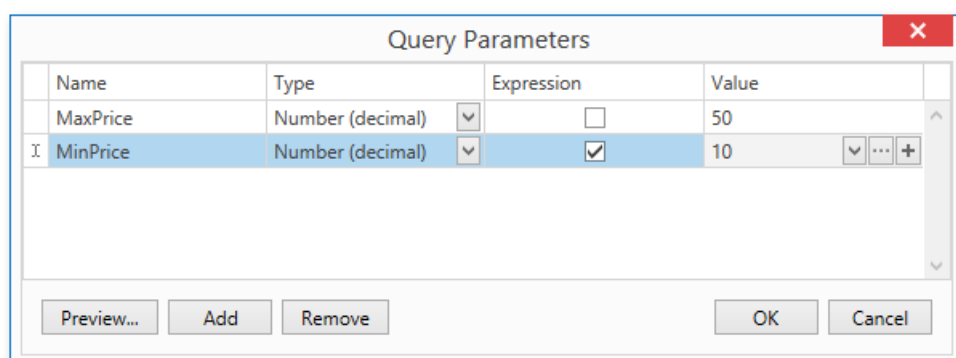 Query Parameters
Name Type Expression Value
MaxPrice Number (decimal) 50
MinPrice Number (decimal) 10
Preview... Add Remove OK Cancel